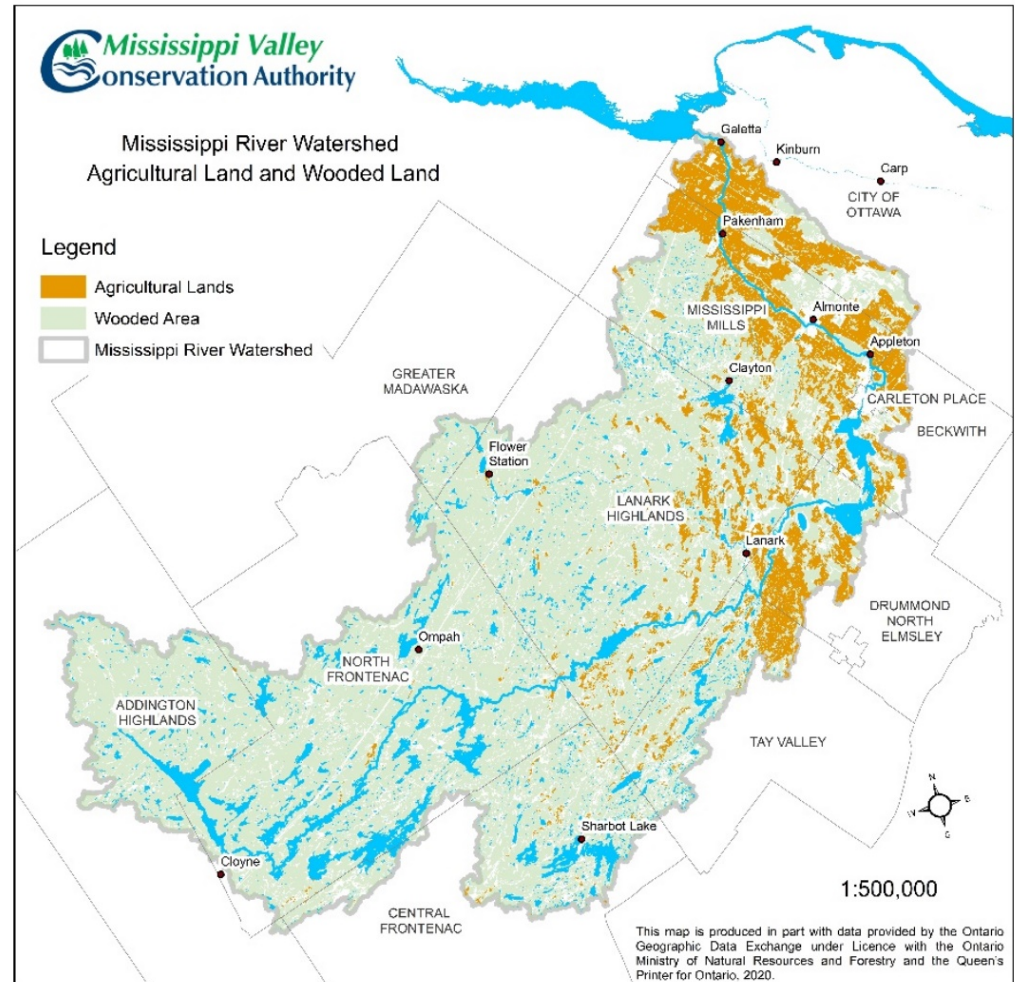 Mississippi Valley
Conservation Authority
Mississippi River Watershed
Agricultural Land and Wooded Land
Legend
Agricultural Lands
Wooded Area
Mississippi River Watershed
Galetta
Kinburn
Carp
CITY OF
OTTAWA
Pakenham
MISSISSIPPI
MILLS
Almonte
Appleton
Clayton
GREATER
MADAWASKA
CARLETON PLACE
BECKWITH
Flower
Station
LANARK
HIGHLANDS
Lanark
DRUMMOND
NORTH
ELMSLEY
Ompah
NORTH
FRONTENAC
ADDINGTON
HIGHLANDS
TAY VALLEY
N
W
Sharbot Lake
Cloyne
CENTRAL
FRONTENAC
1:500,000
This map is produced in part with data provided by the Ontario
Geographic Data Exchange under Licence with the Ontario
Ministry of Natural Resources and Forestry and the Queen's
Printer for Ontario, 2020.